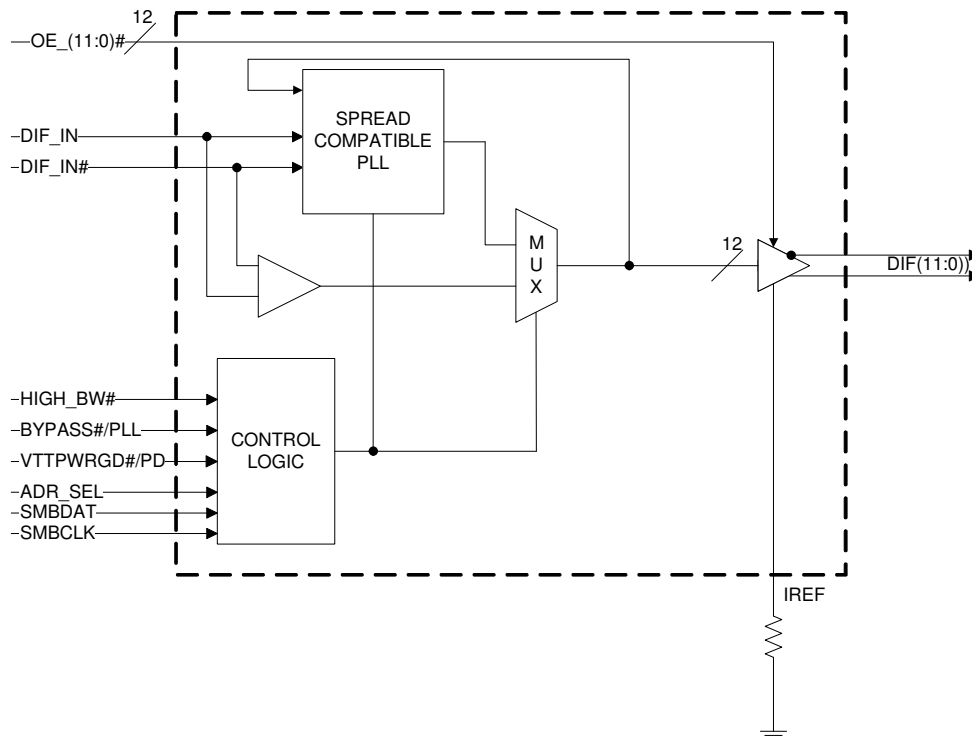 12
OE_(11:0)#
DIF_IN
DIF_IN#
SPREAD
COMPATIBLE
PLL
M
U
X
12
DIF(11:0))
HIGH_BW#
BYPASS#/PLL
VTTPWRGD#/PD
ADR_SEL
SMBDAT
SMBCLK
CONTROL
LOGIC
IREF